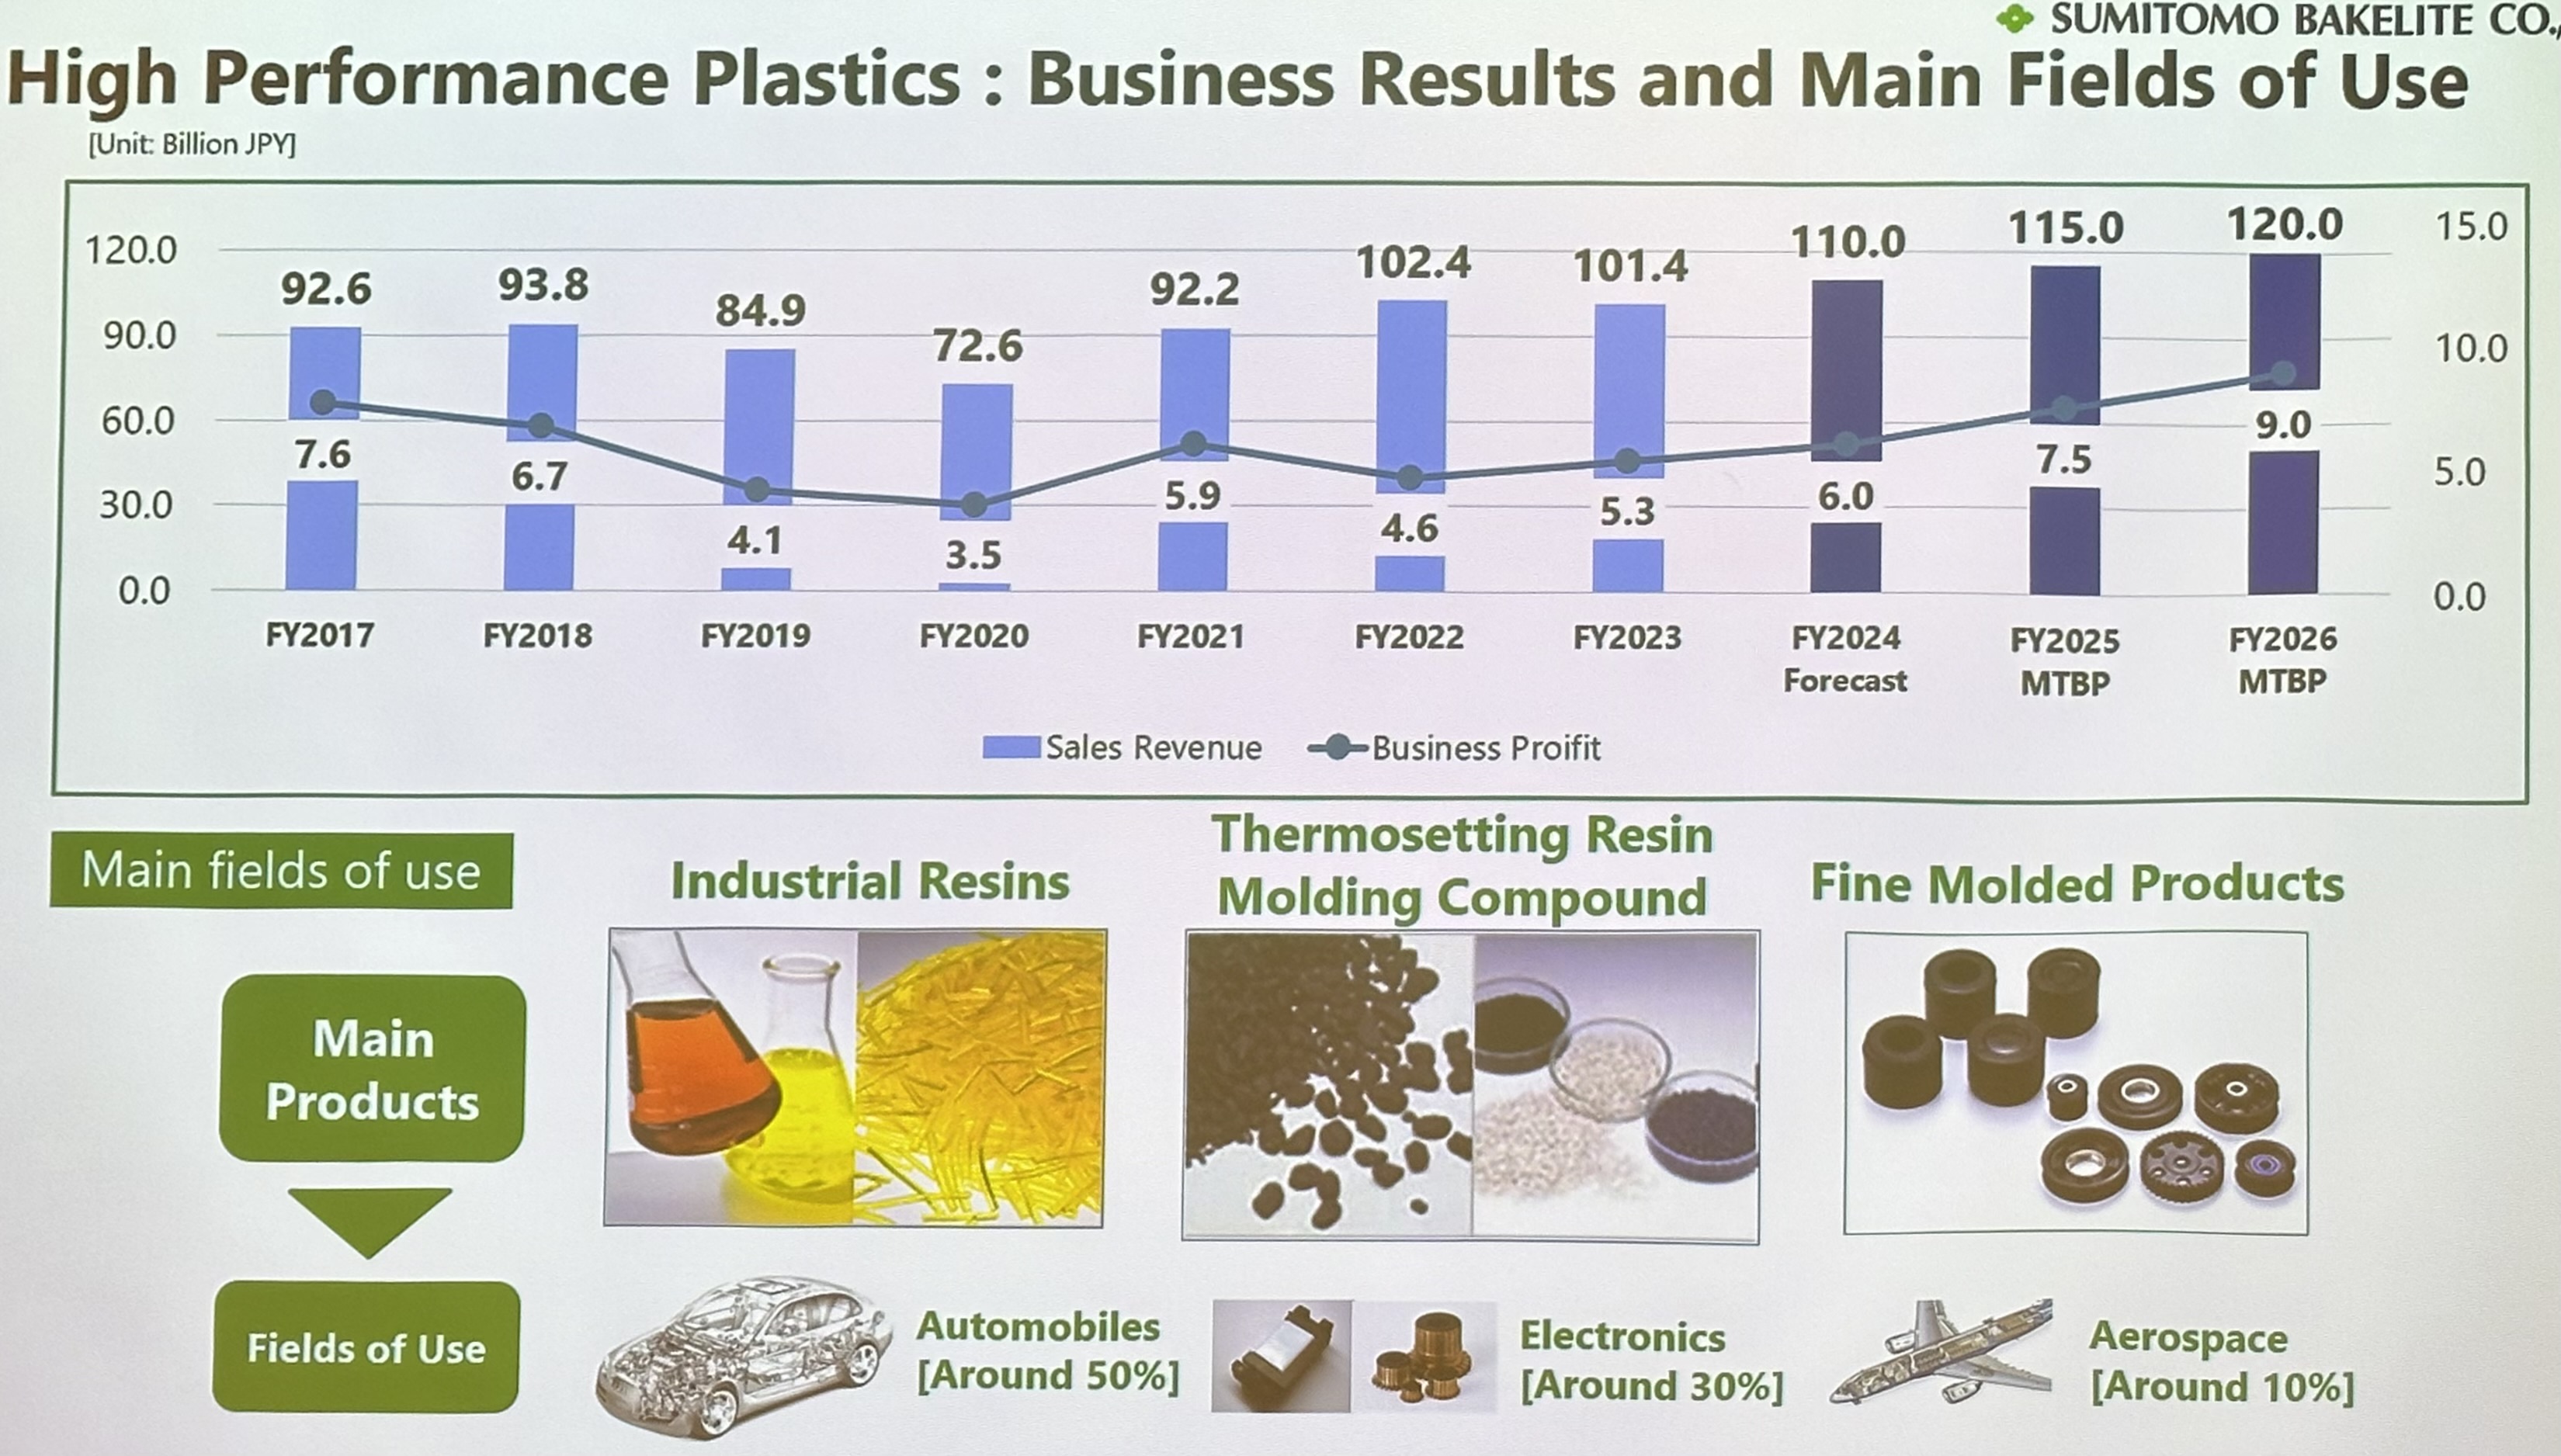 SUMITOMO BAKELITE CO.,
High Performance Plastics : Business Results and Main Fields of Use
[Unit: Billion JPY]
120.0
90.0
60.0
30.0
0.0
15.0
10.0
5.0
0.0
92.6
93.8
84.9
72.6
92.2
102.4
101.4
110.0
115.0
120.0
7.6
6.7
4.1
3.5
5.9
4.6
5.3
6.0
7.5
9.0
FY2017
FY2018
FY2019
FY2020
FY2021
FY2022
FY2023
FY2024
Forecast
FY2025
MTBP
FY2026
MTBP
Sales Revenue
Business Proifit
Main fields of use
Industrial Resins
Thermosetting Resin
Molding Compound
Fine Molded Products
Main
Products
Fields of Use
Automobiles
[Around 50%]
Electronics
[Around 30%]
Aerospace
[Around 10%]